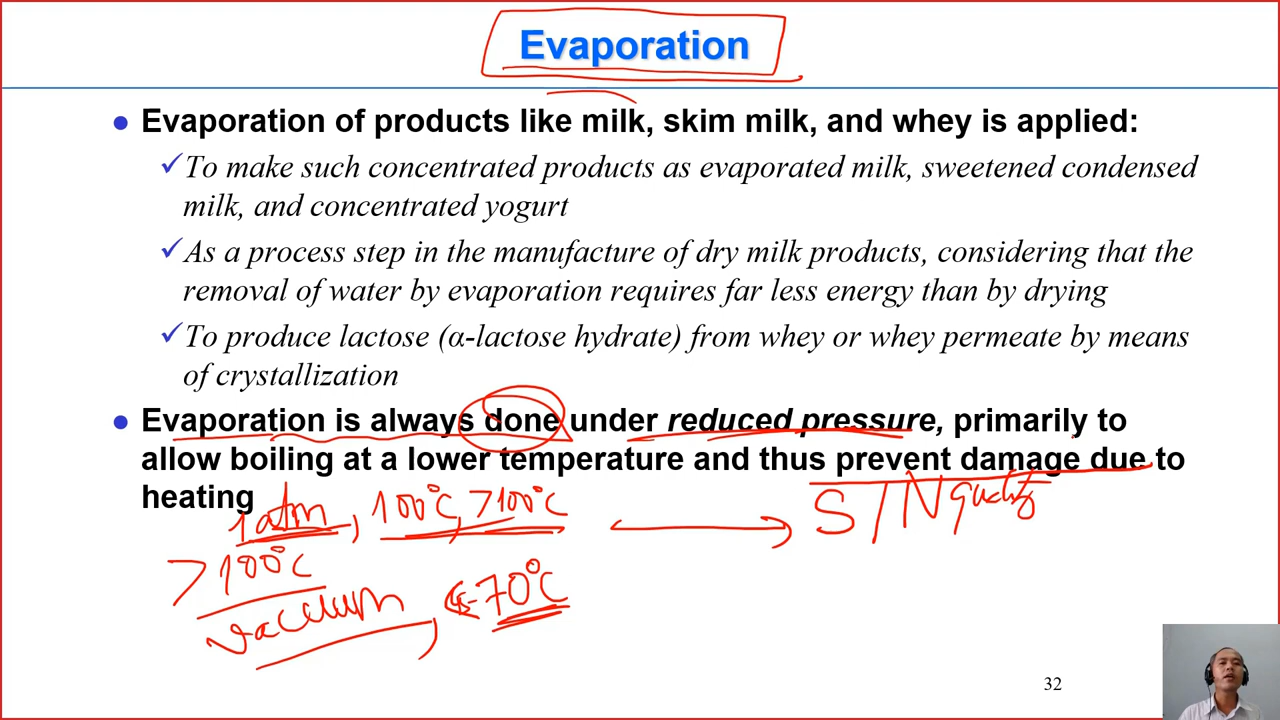 Evaporation
● Evaporation of products like milk, skim milk, and whey is applied:
✓To make such concentrated products as evaporated milk, sweetened condensed
milk, and concentrated yogurt
✓As a process step in the manufacture of dry milk products, considering that the
removal of water by evaporation requires far less energy than by drying
✓To produce lactose (α-lactose hydrate) from whey or whey permeate by means
of crystallization
● Evaporation is always done under reduced pressure, primarily to
allow boiling at a lower temperature and thus prevent damage due to
heating
1 atm, 100°C, >100°C S/N quality
>100°C
vacuum, 70°C
32